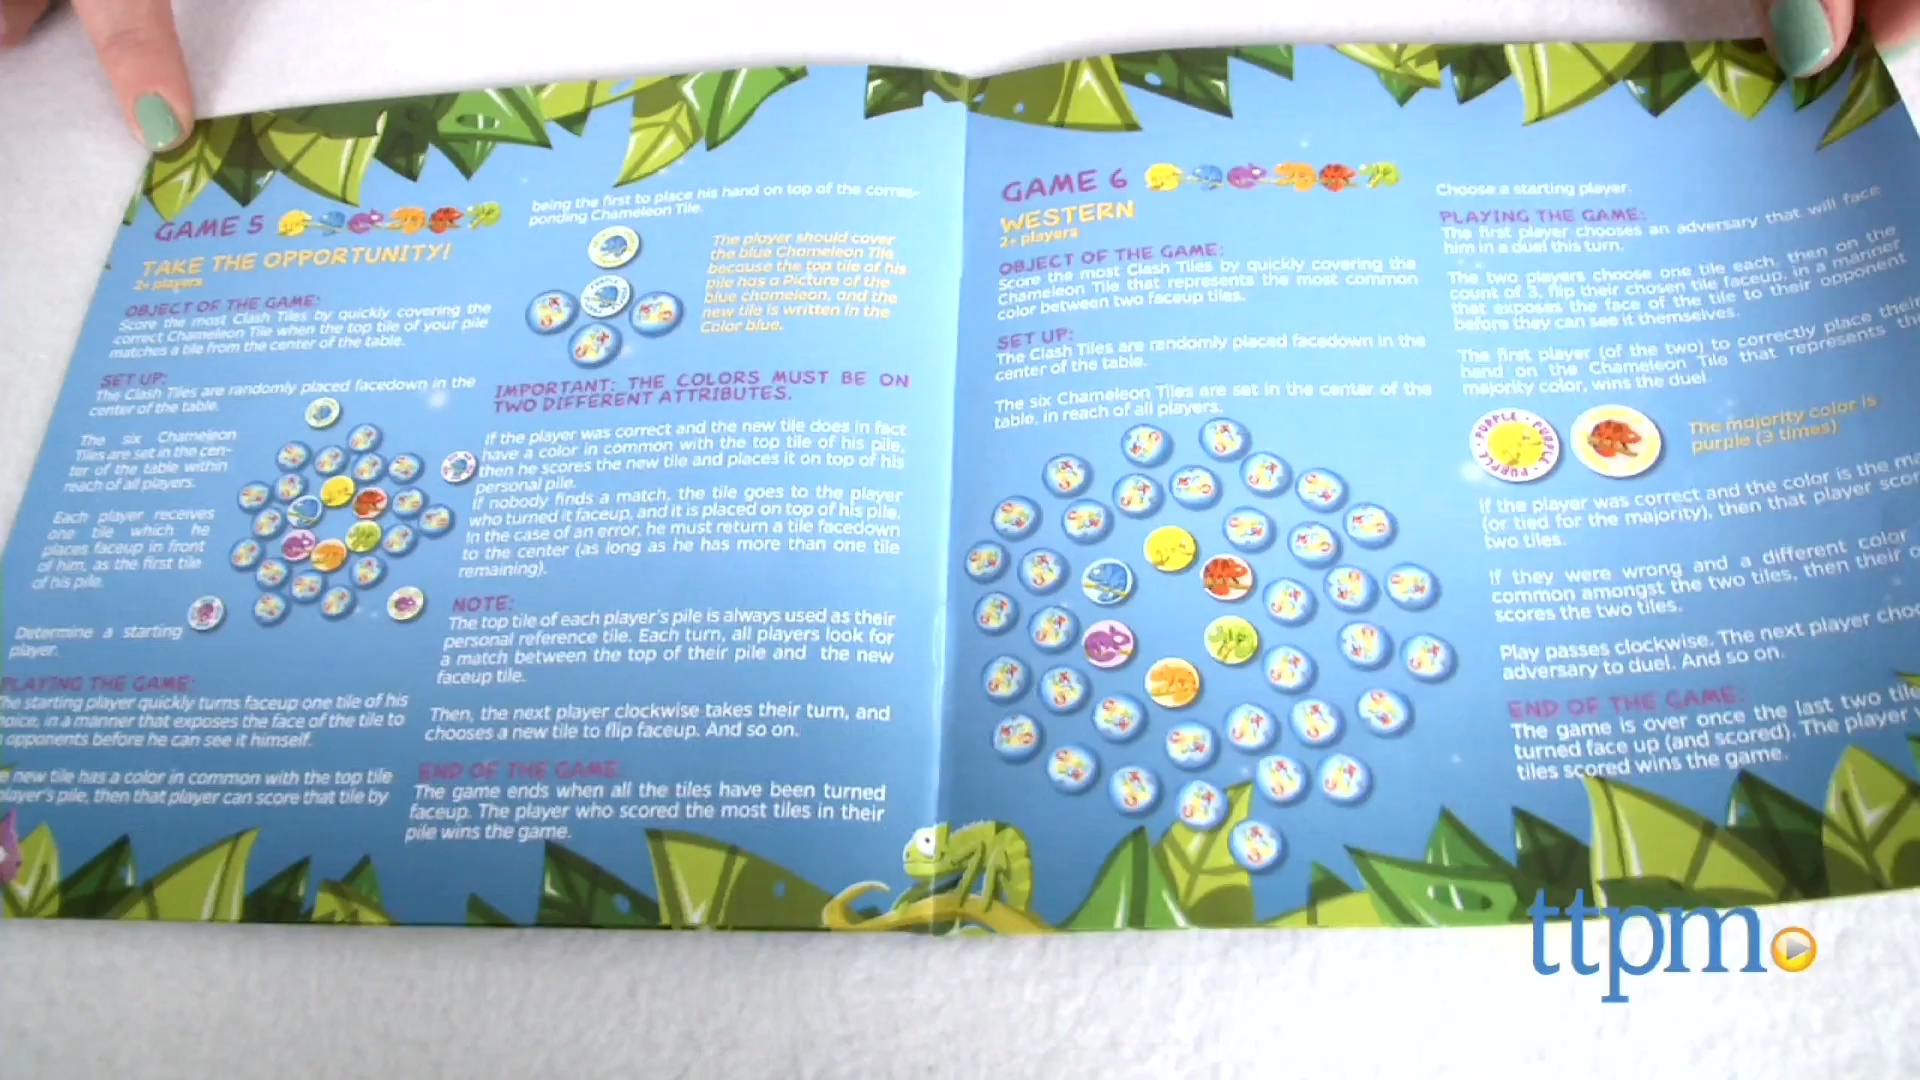 GAME 5
TAKE THE OPPORTUNITY!
2+ players
OBJECT OF THE GAME:
Score the most Clash Tiles by quickly covering the
correct Chameleon Tile when the top tile of your pile
matches a tile from the center of the table.
SET UP:
The Clash Tiles are randomly placed facedown in the
center of the table.
The six Chameleon
Tiles are set in the cen-
ter of the table within
reach of all players.
Each player receives
one tile which he
places faceup in front
of him, as the first tile
of his pile.
Determine a starting
player.
PLAYING THE GAME:
he starting player quickly turns faceup one tile of his
hoice, in a manner that exposes the face of the tile to
opponents before he can see it himself.
e new tile has a color in common with the top tile
player's pile, then that player can score that tile by
being the first to place his hand on top of the corres-
ponding Chameleon Tile.
The player should cover
the blue Chameleon Tile
because the top tile of his
pile has a Picture of the
blue chameleon, and the
new tile is written in the
Color blue.
IMPORTANT: THE COLORS MUST BE ON
TWO DIFFERENT ATTRIBUTES.
If the player was correct and the new tile does in fact
have a color in common with the top tile of his pile,
then he scores the new tile and places it on top of his
personal pile.
If nobody finds a match, the tile goes to the player
who turned it faceup, and it is placed on top of his pile.
In the case of an error, he must return a tile facedown
to the center (as long as he has more than one tile
remaining).
NOTE:
The top tile of each player's pile is always used as their
personal reference tile. Each turn, all players look for
a match between the top of their pile and the new
faceup tile.
Then, the next player clockwise takes their turn, and
chooses a new tile to flip faceup. And so on.
END OF THE GAME:
The game ends when all the tiles have been turned
faceup. The player who scored the most tiles in their
pile wins the game.
GAME 6
WESTERN
2+ players
OBJECT OF THE GAME:
Score the most Clash Tiles by quickly covering the
Chameleon Tile that represents the most common
color between two faceup tiles.
SET UP:
The Clash Tiles are randomly placed facedown in the
center of the table.
The six Chameleon Tiles are set in the center of the
table, in reach of all players.
Choose a starting player.
PLAYING THE GAME:
The first player chooses an adversary that will face
him in a duel this turn.
The two players choose one tile each, then on the
count of 3, flip their chosen tile faceup, in a manner
that exposes the face of the tile to their opponent
before they can see it themselves.
The first player (of the two) to correctly place their
hand on the Chameleon Tile that represents the
majority color, wins the duel.
PURPLE • PURPLE • PURPLE
The majority color is
purple (3 times)
If the player was correct and the color is the ma
(or tied for the majority), then that player scor
two tiles.
If they were wrong and a different color
common amongst the two tiles, then their o
scores the two tiles.
Play passes clockwise. The next player choo
adversary to duel. And so on.
END OF THE GAME:
The game is over once the last two tile
turned face up (and scored). The player
tiles scored wins the game.
ttpm